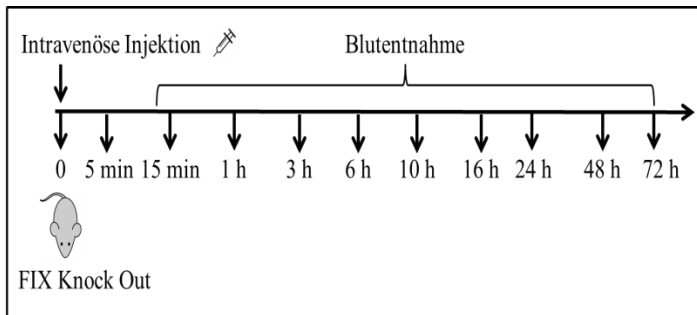 Intravenöse Injektion
Blutentnahme
0 5 min 15 min 1 h 3 h 6 h 10 h 16 h 24 h 48 h 72 h
FIX Knock Out